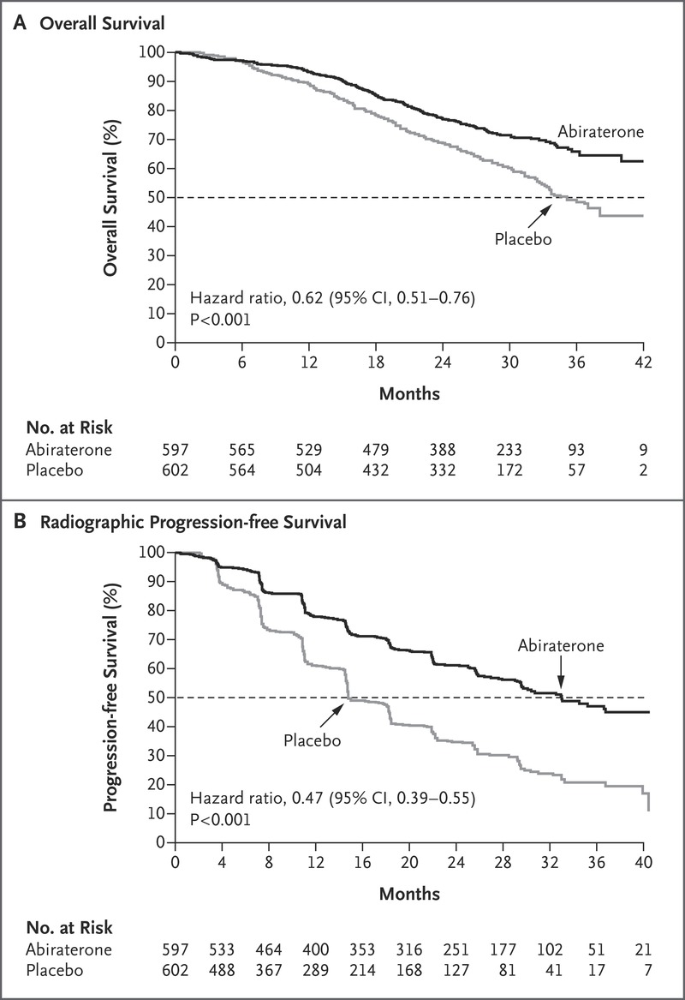 A Overall Survival
100
90
80
70
60
50
40
30
20
10
0
Overall Survival (%)
Abiraterone
Placebo
Hazard ratio, 0.62 (95% CI, 0.51–0.76)
P<0.001
0 6 12 18 24 30 36 42
Months
No. at Risk
Abiraterone 597 565 529 479 388 233 93 9
Placebo 602 564 504 432 332 172 57 2
B Radiographic Progression-free Survival
100
90
80
70
60
50
40
30
20
10
0
Progression-free Survival (%)
Abiraterone
Placebo
Hazard ratio, 0.47 (95% CI, 0.39–0.55)
P<0.001
0 4 8 12 16 20 24 28 32 36 40
Months
No. at Risk
Abiraterone 597 533 464 400 353 316 251 177 102 51 21
Placebo 602 488 367 289 214 168 127 81 41 17 7